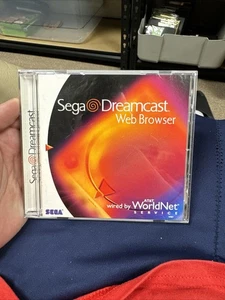 Sega Dreamcast
Web Browser
Sega Dreamcast
AT&T
wired by WorldNet
SERVICE
SEGA